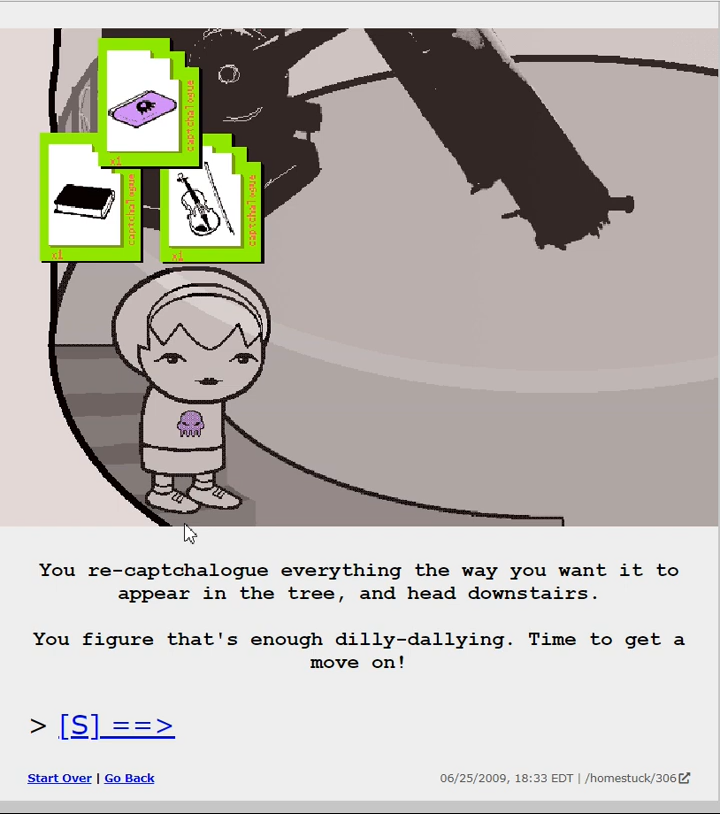 captchalogue
x1
captchalogue
x1
captchalogue
x1
You re-captchalogue everything the way you want it to
appear in the tree, and head downstairs.
You figure that's enough dilly-dallying. Time to get a
move on!
> [S] ==>
Start Over | Go Back
06/25/2009, 18:33 EDT | /homestuck/306